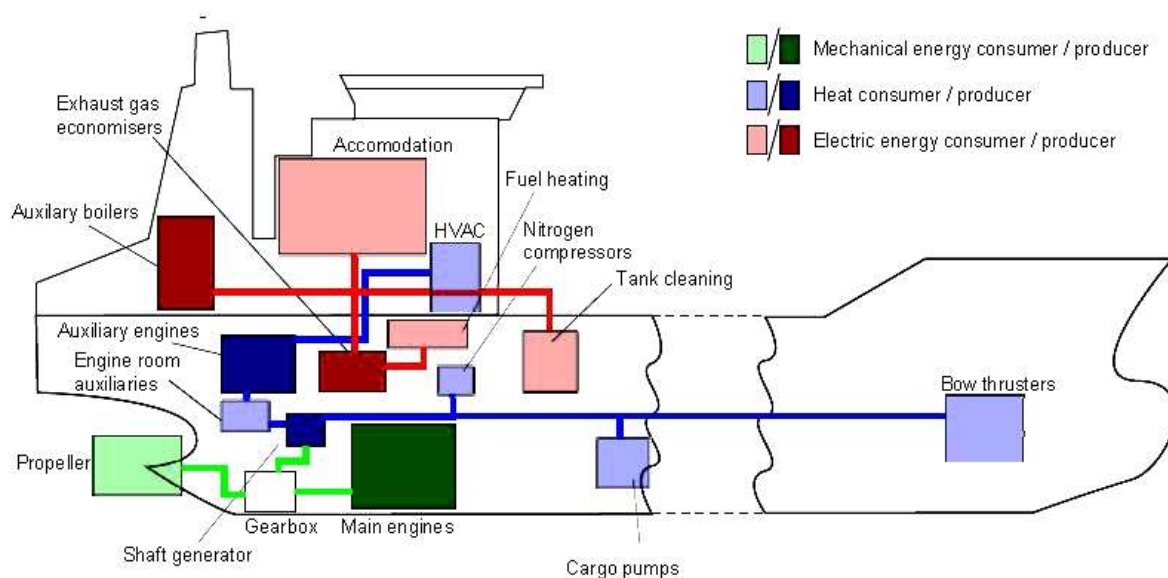 Mechanical energy consumer / producer
Heat consumer / producer
Electric energy consumer / producer
Exhaust gas
economisers
Accomodation
Fuel heating
Auxilary boilers
HVAC
Nitrogen
compressors
Tank cleaning
Auxiliary engines
Engine room
auxiliaries
Bow thrusters
Propeller
Gearbox
Main engines
Shaft generator
Cargo pumps